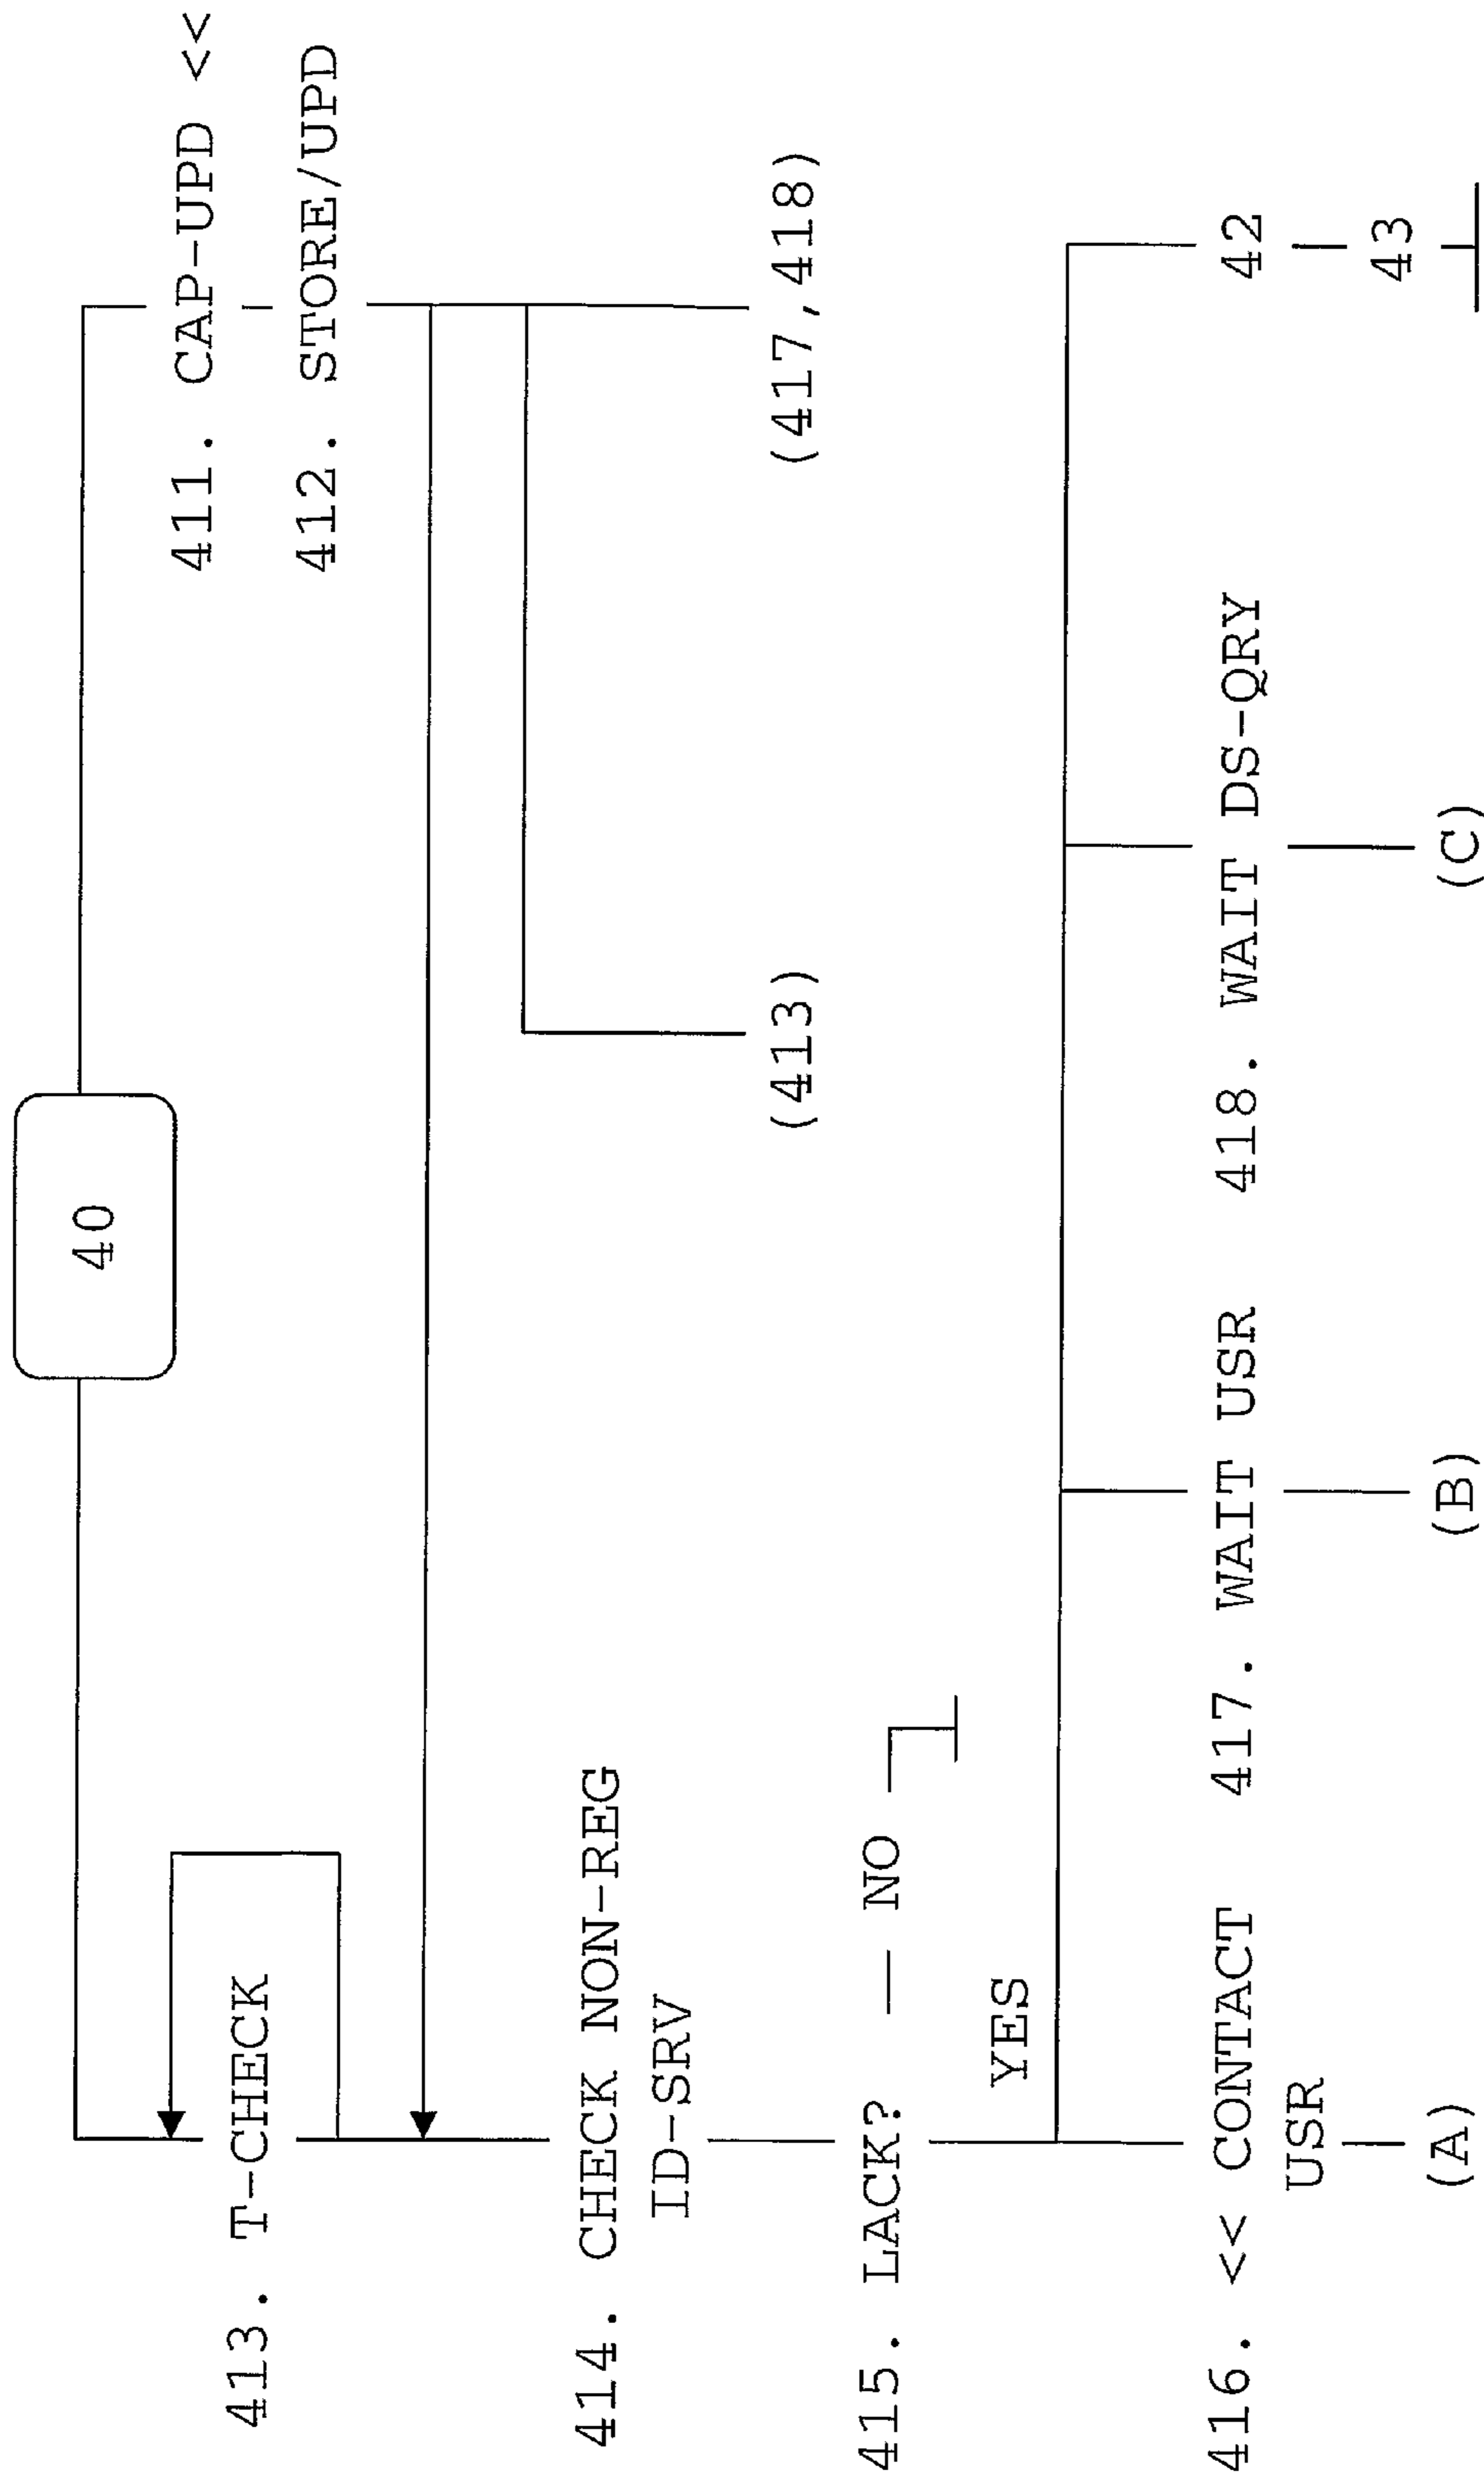 40
411. CAP-UPD <<
413. T-CHECK
412. STORE/UPD
414. CHECK NON-REG
ID-SRV
(413)
(417,418)
415. LACK? — NO
YES
416. << CONTACT
USR
417. WAIT USR
418. WAIT DS-QRY
42
43
(A)
(B)
(C)